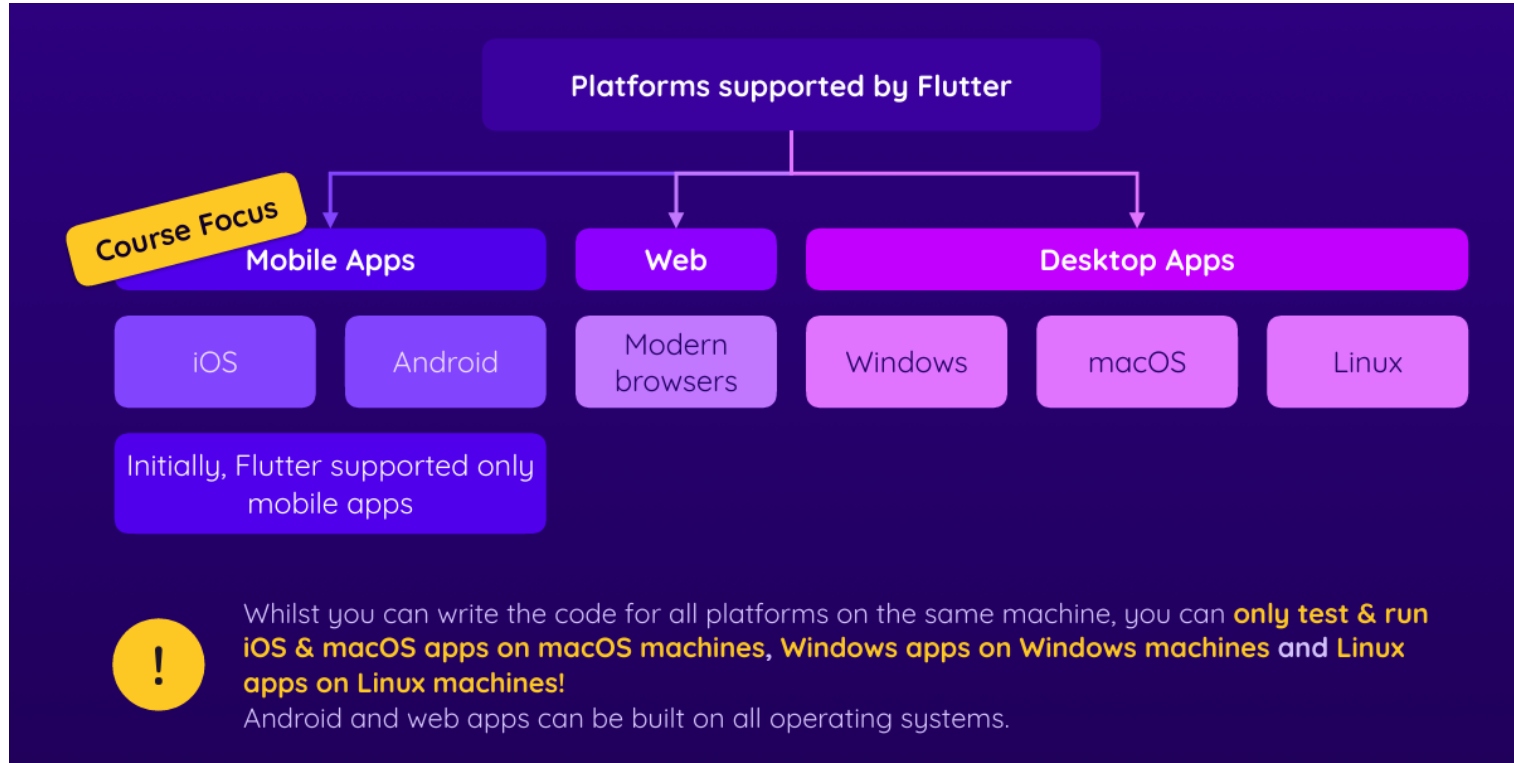 Platforms supported by Flutter
Course Focus
Mobile Apps
Web
Desktop Apps
iOS
Android
Modern
browsers
Windows
macOS
Linux
Initially, Flutter supported only
mobile apps
!
Whilst you can write the code for all platforms on the same machine, you can only test & run
iOS & macOS apps on macOS machines, Windows apps on Windows machines and Linux
apps on Linux machines!
Android and web apps can be built on all operating systems.